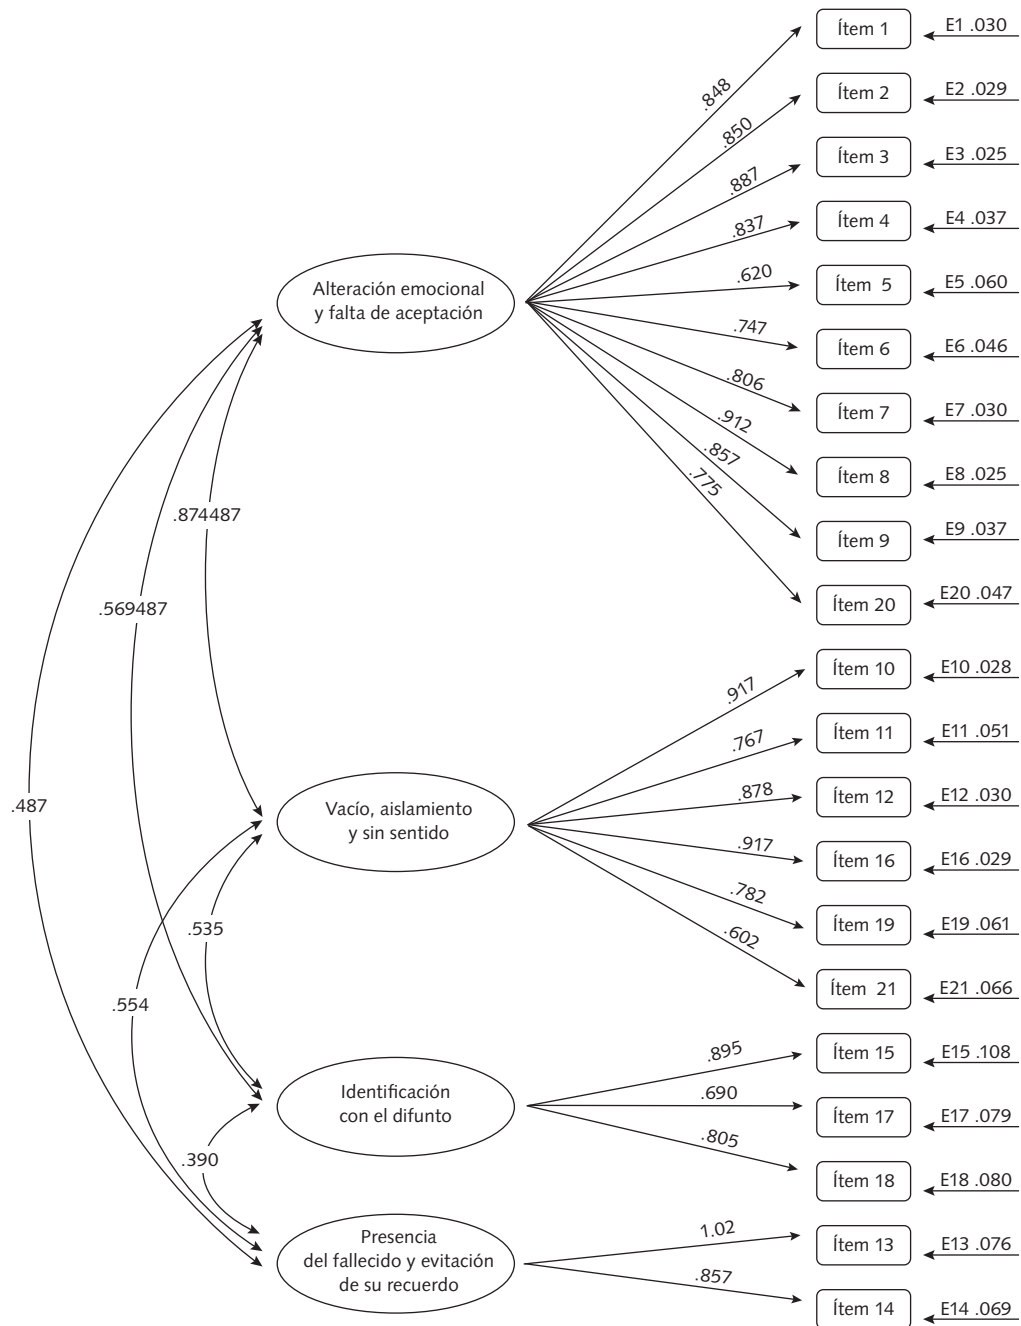 Ítem 1
E1 .030
.848
Ítem 2
E2 .029
.850
Ítem 3
E3 .025
.887
Ítem 4
E4 .037
.837
Ítem 5
E5 .060
.620
Ítem 6
E6 .046
.747
Ítem 7
E7 .030
.806
Ítem 8
E8 .025
.912
Ítem 9
E9 .037
.857
Ítem 20
E20 .047
.775
Alteración emocional
y falta de aceptación
.874487
.569487
.487
Ítem 10
E10 .028
.917
Ítem 11
E11 .051
.767
Ítem 12
E12 .030
.878
Ítem 16
E16 .029
.917
Ítem 19
E19 .061
.782
Ítem 21
E21 .066
.602
Vacío, aislamiento
y sin sentido
.535
.554
Ítem 15
E15 .108
.895
Ítem 17
E17 .079
.690
Ítem 18
E18 .080
.805
Identificación
con el difunto
.390
Ítem 13
E13 .076
1.02
Ítem 14
E14 .069
.857
Presencia
del fallecido y evitación
de su recuerdo